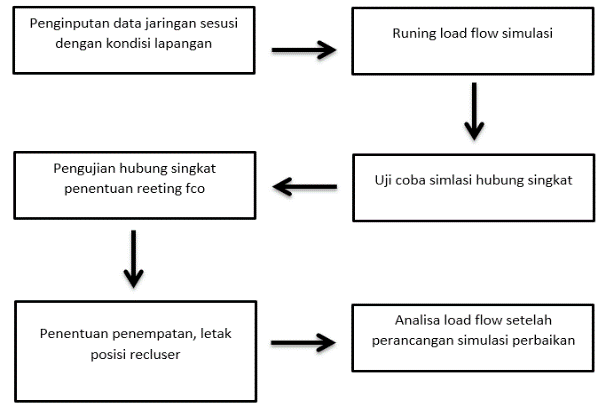 Penginputan data jaringan sesusi
dengan kondisi lapangan
Runing load flow simulasi
Uji coba simlasi hubung singkat
Pengujian hubung singkat
penentuan reeting fco
Penentuan penempatan, letak
posisi recluser
Analisa load flow setelah
perancangan simulasi perbaikan